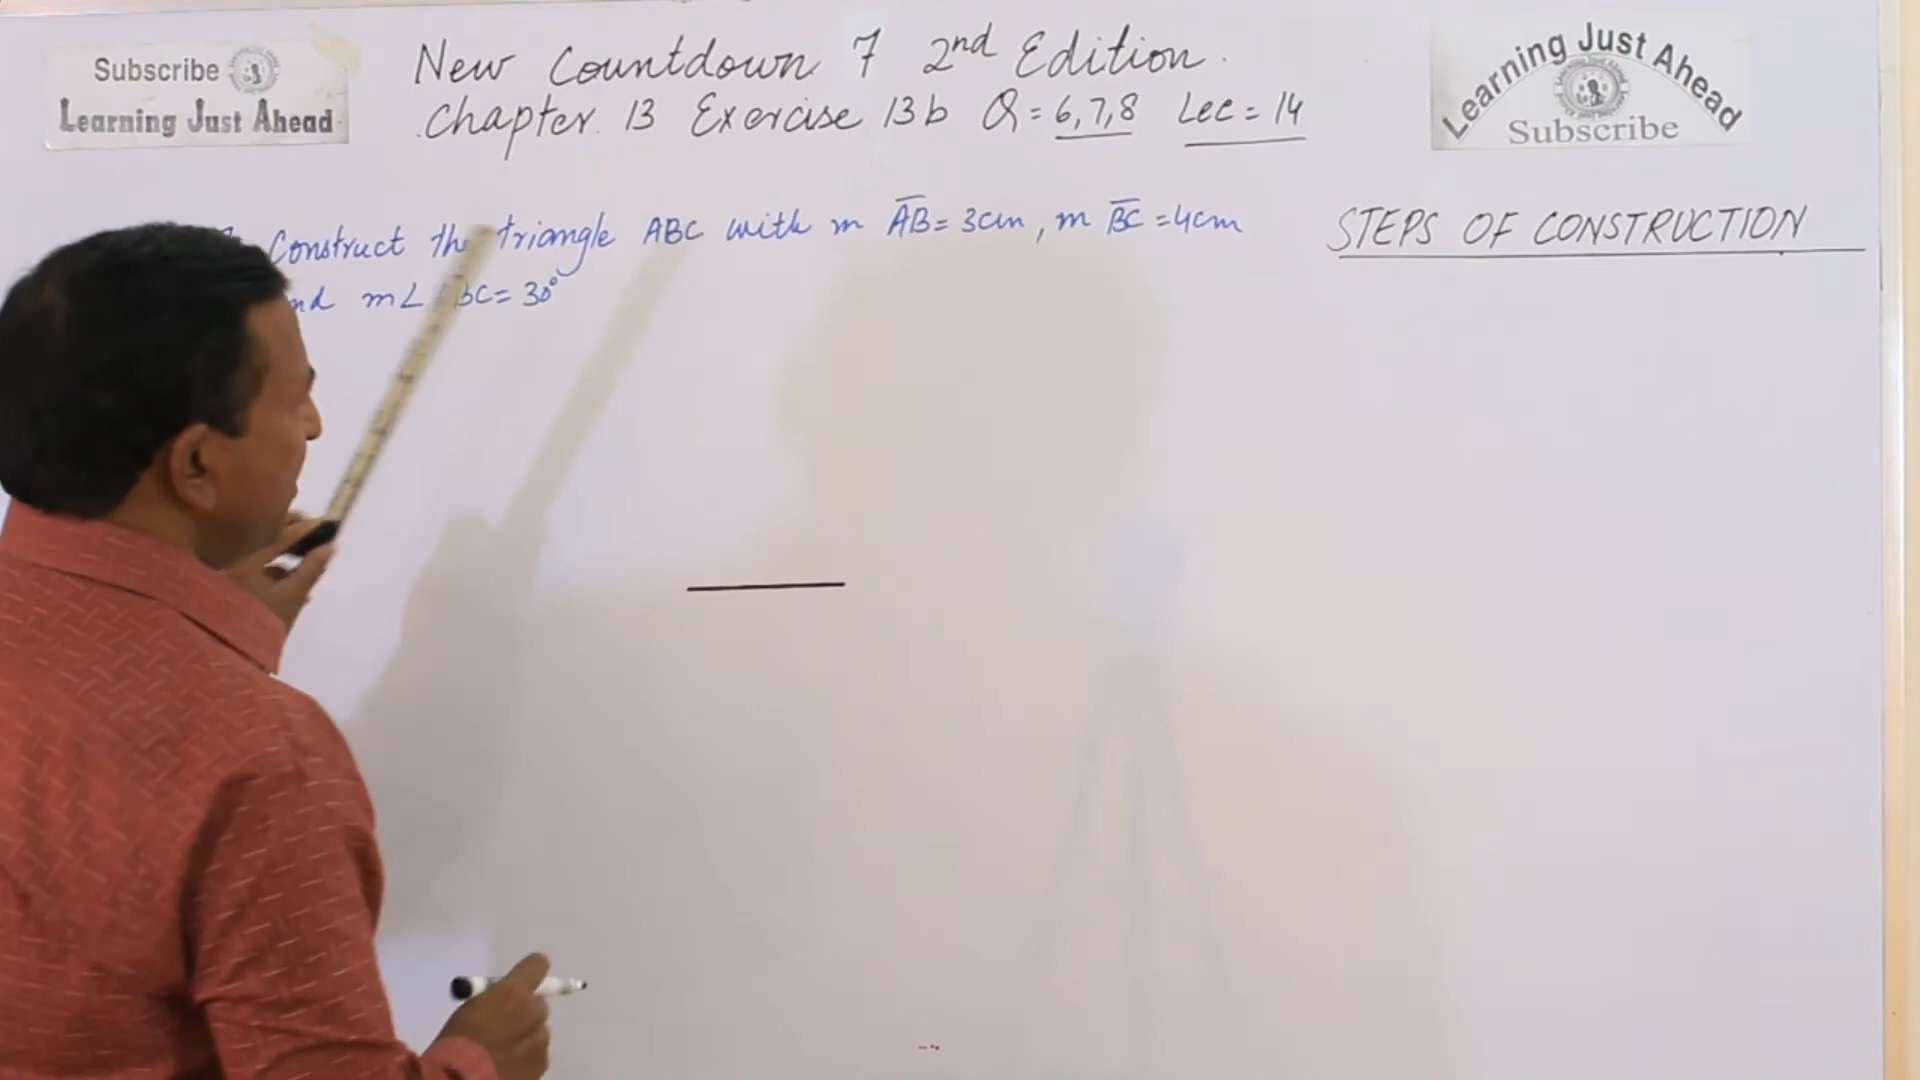 Subscribe
Learning Just Ahead
New Countdown 7 2nd Edition.
Chapter 13 Exercise 13b Q = 6,7,8 Lec = 14
Learning Just Ahead
Subscribe
Construct the triangle ABC with m AB = 3cm, m BC = 4cm
m∠ BC = 30°
STEPS OF CONSTRUCTION